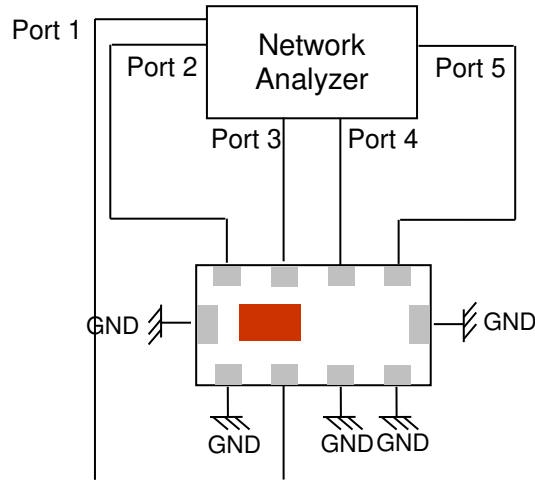 Port 1
Network
Analyzer
Port 2
Port 5
Port 3
Port 4
GND
GND
GND
GND
GND